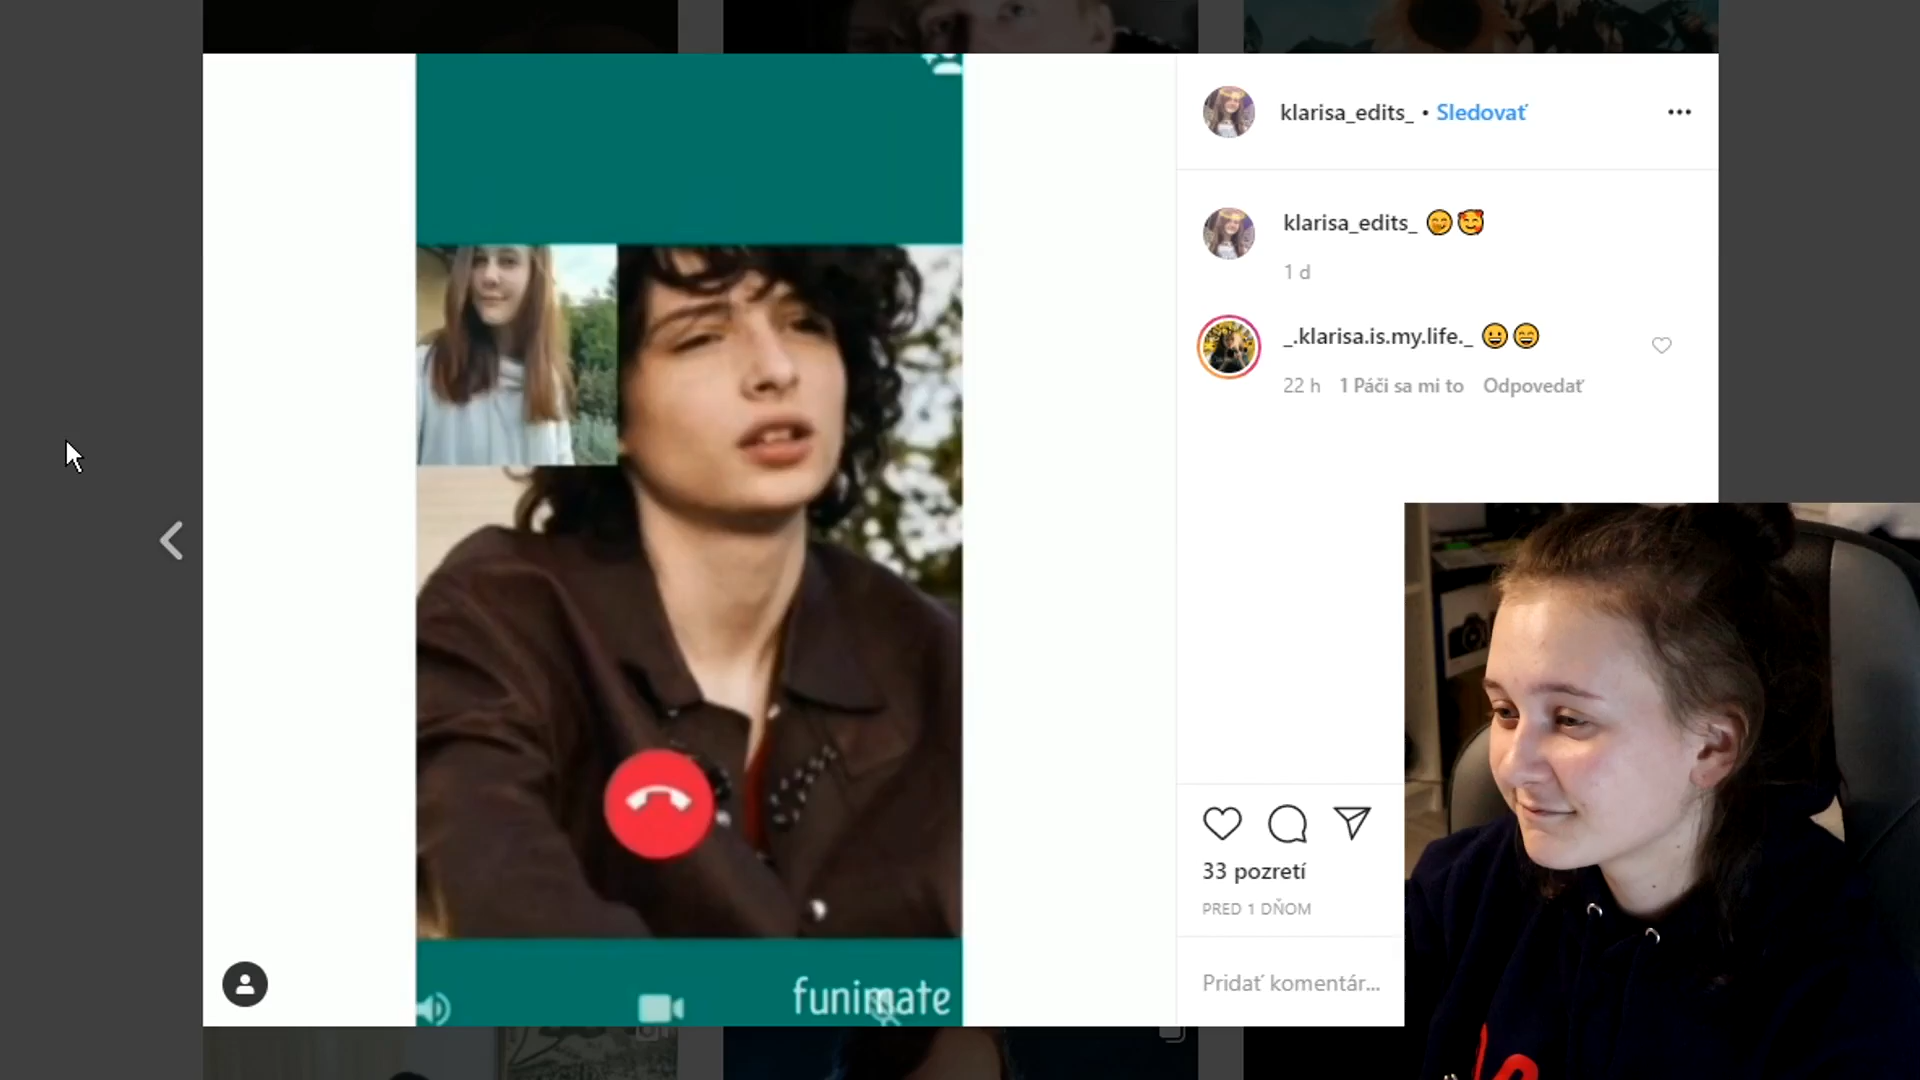 klarisa_edits_ • Sledovať
klarisa_edits_ 😊🥰
1 d
_.klarisa.is.my.life._ 😀😄
22 h 1 Páči sa mi to Odpovedať
33 pozretí
PRED 1 DŇOM
Pridať komentár...
funimate